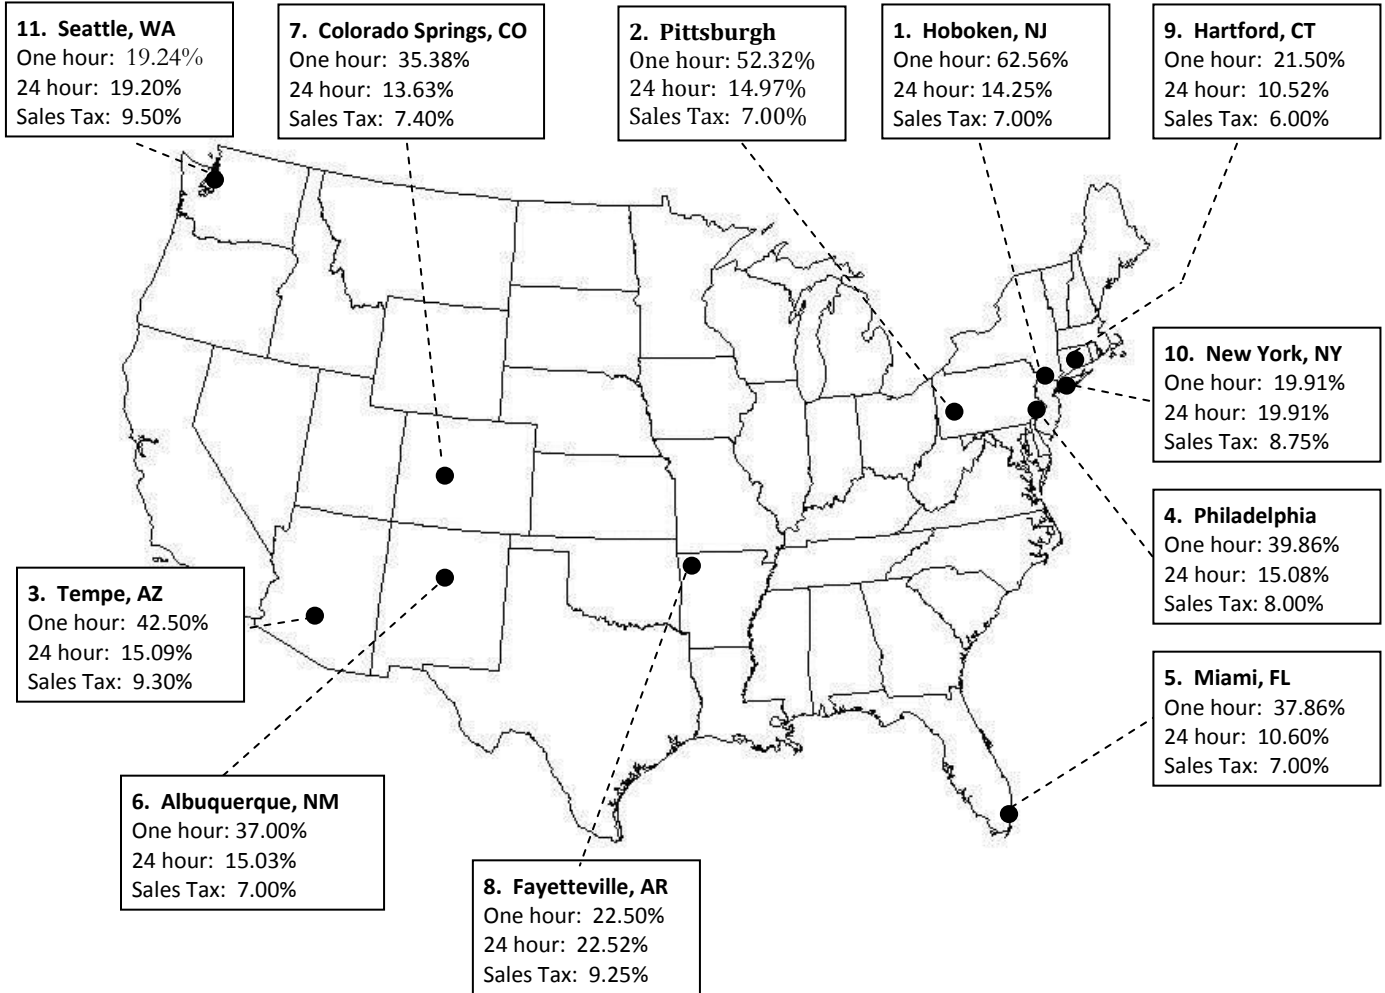 11. Seattle, WA
One hour: 19.24%
24 hour: 19.20%
Sales Tax: 9.50%
7. Colorado Springs, CO
One hour: 35.38%
24 hour: 13.63%
Sales Tax: 7.40%
2. Pittsburgh
One hour: 52.32%
24 hour: 14.97%
Sales Tax: 7.00%
1. Hoboken, NJ
One hour: 62.56%
24 hour: 14.25%
Sales Tax: 7.00%
9. Hartford, CT
One hour: 21.50%
24 hour: 10.52%
Sales Tax: 6.00%
10. New York, NY
One hour: 19.91%
24 hour: 19.91%
Sales Tax: 8.75%
4. Philadelphia
One hour: 39.86%
24 hour: 15.08%
Sales Tax: 8.00%
3. Tempe, AZ
One hour: 42.50%
24 hour: 15.09%
Sales Tax: 9.30%
5. Miami, FL
One hour: 37.86%
24 hour: 10.60%
Sales Tax: 7.00%
6. Albuquerque, NM
One hour: 37.00%
24 hour: 15.03%
Sales Tax: 7.00%
8. Fayetteville, AR
One hour: 22.50%
24 hour: 22.52%
Sales Tax: 9.25%